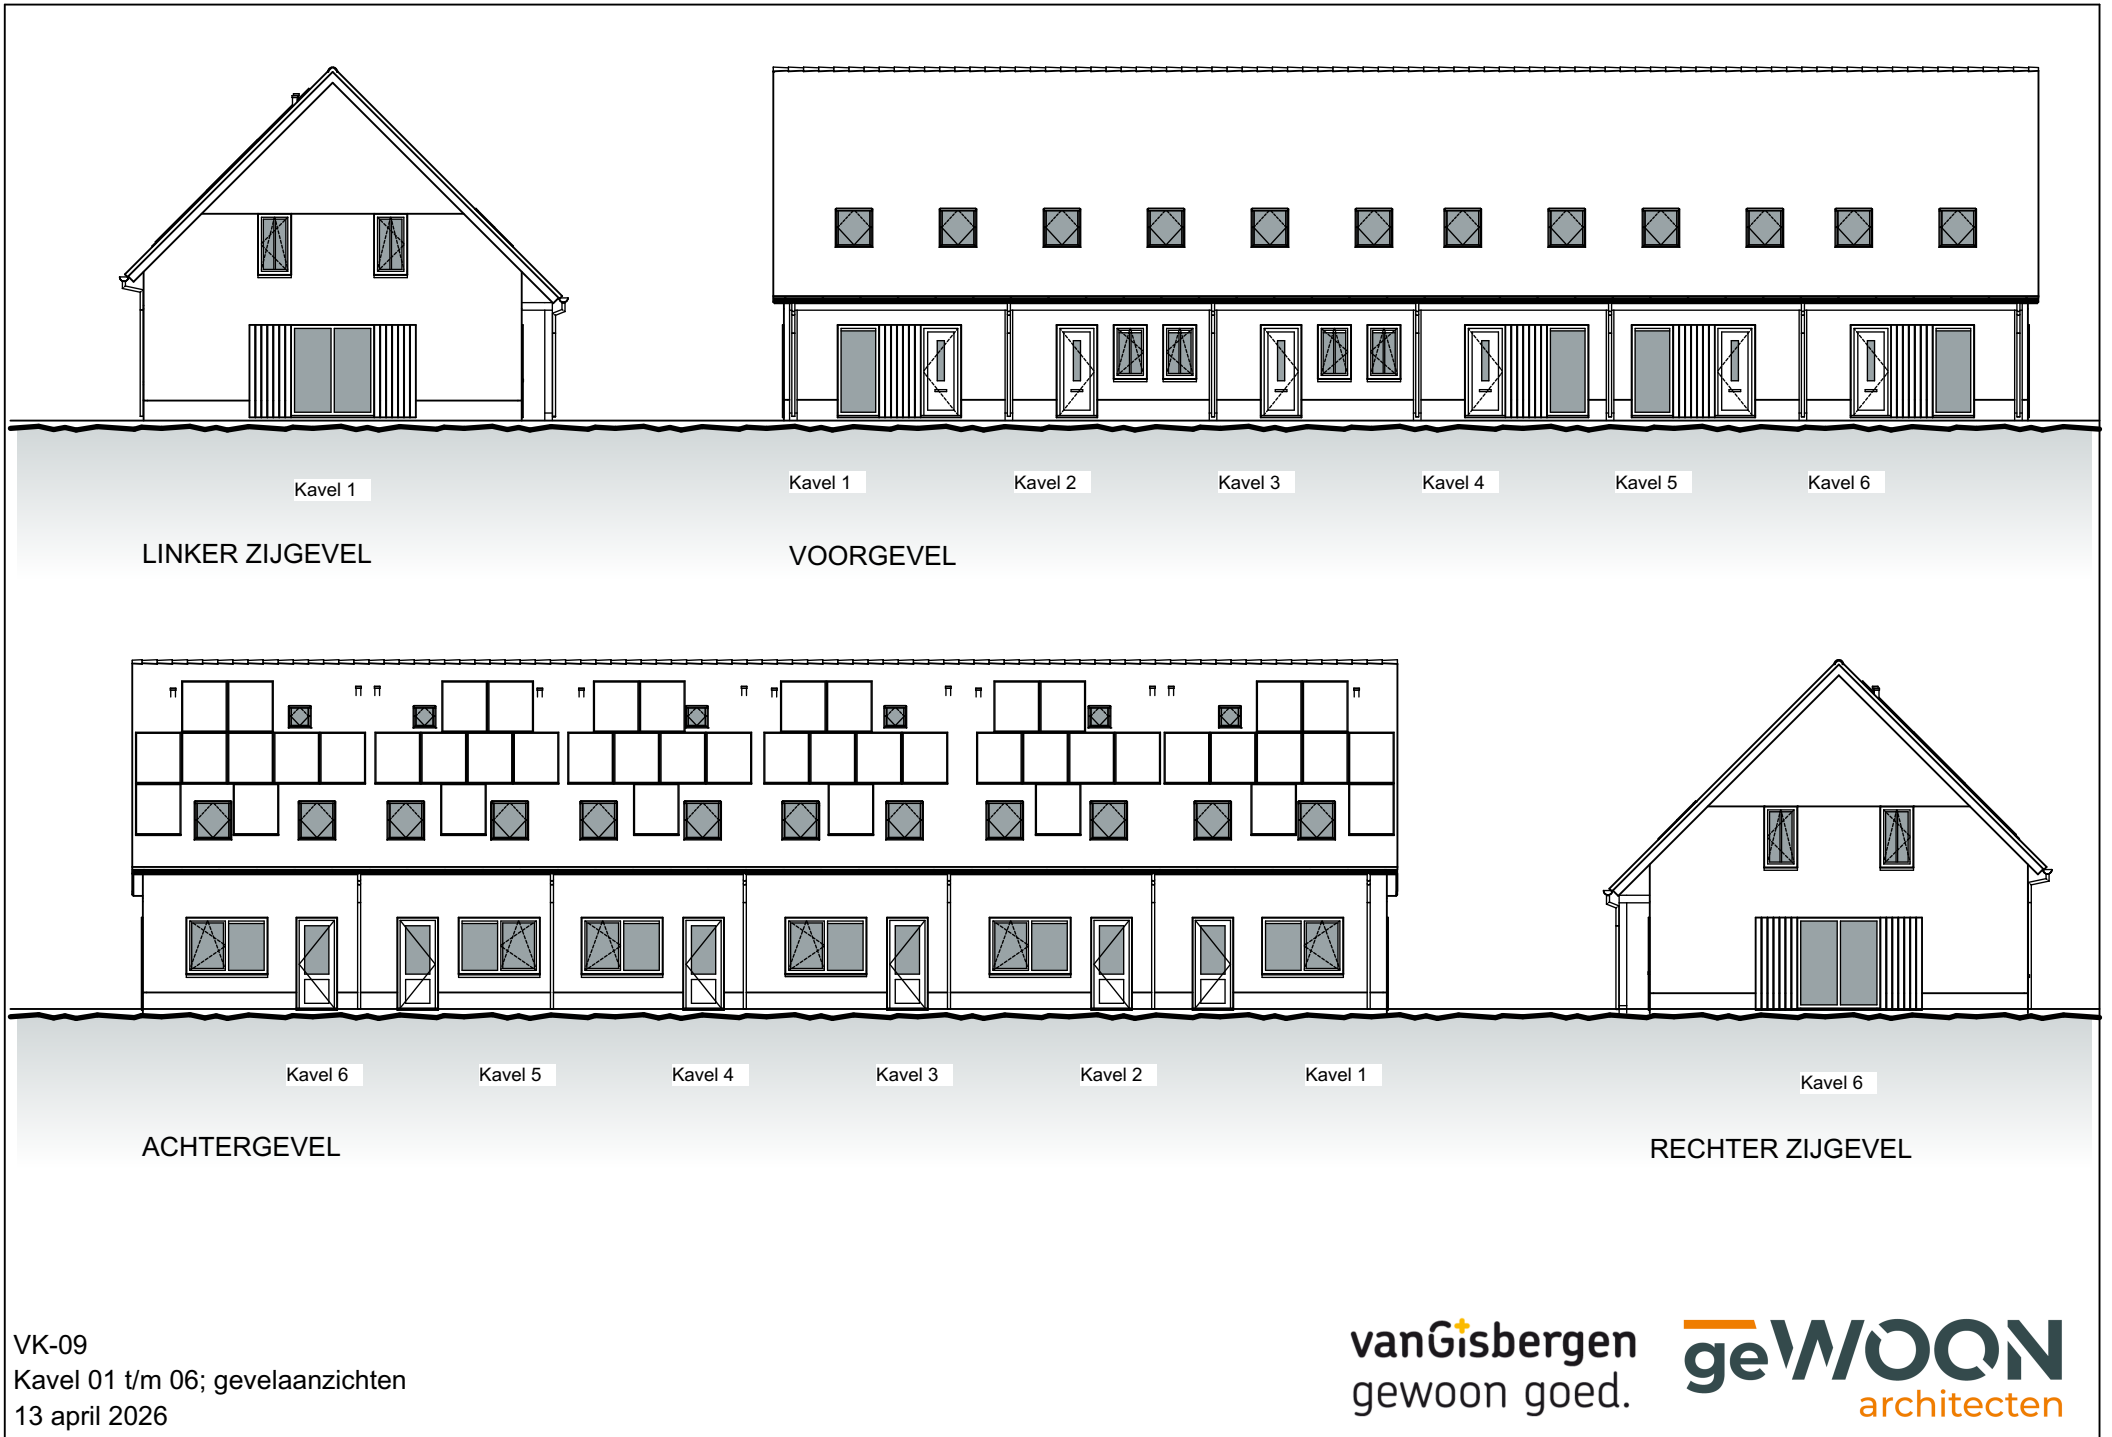 Kavel 1
Kavel 1
Kavel 2
Kavel 3
Kavel 4
Kavel 5
Kavel 6
LINKER ZIJGEVEL
VOORGEVEL
Kavel 6
Kavel 5
Kavel 4
Kavel 3
Kavel 2
Kavel 1
Kavel 6
ACHTERGEVEL
RECHTER ZIJGEVEL
VK-09
Kavel 01 t/m 06; gevelaanzichten
13 april 2026
vanGisbergen
gewoon goed.
geWOON
architecten